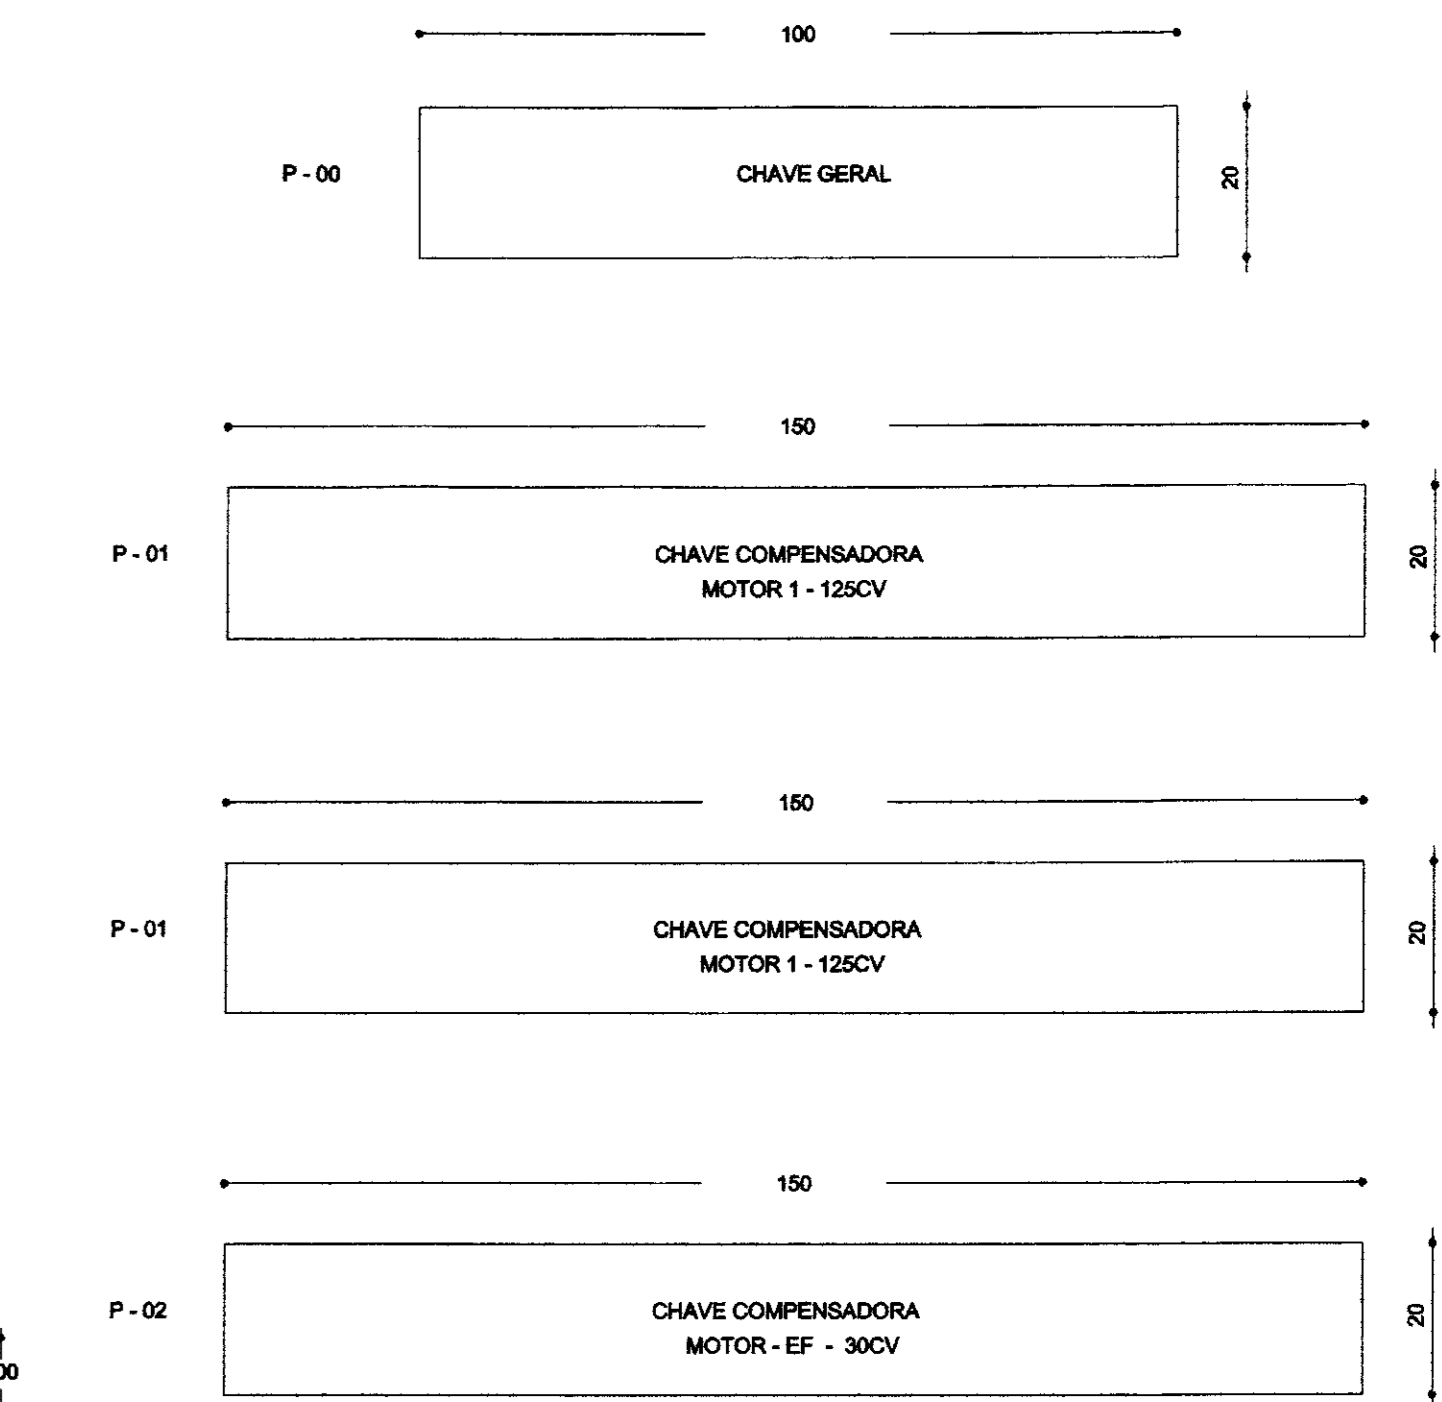 100
P - 00
CHAVE GERAL
20
150
P - 01
CHAVE COMPENSADORA
MOTOR 1 - 125CV
20
150
P - 01
CHAVE COMPENSADORA
MOTOR 1 - 125CV
20
150
P - 02
CHAVE COMPENSADORA
MOTOR - EF - 30CV
20